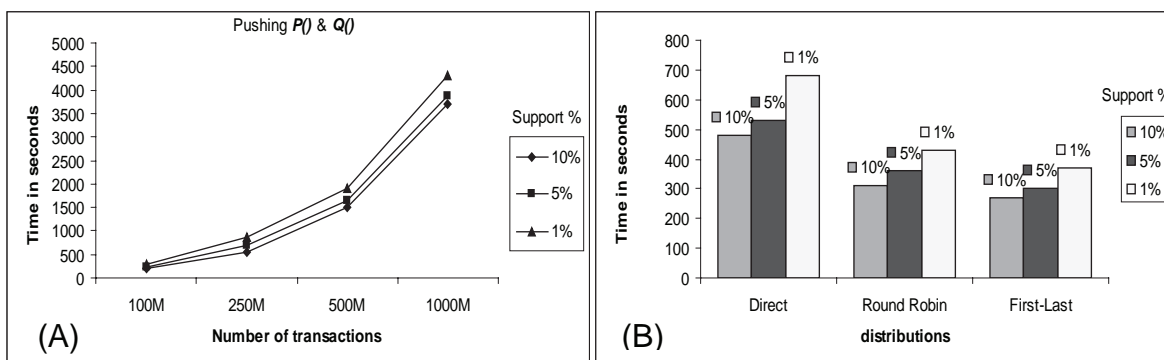 Pushing P() & Q()
5000
4500
4000
3500
3000
2500
2000
1500
1000
500
0
Time in seconds
100M 250M 500M 1000M
Number of transactions
Support %
10%
5%
1%
(A)
800
700
600
500
400
300
200
100
0
Time in seconds
10% 5% 1%
10% 5% 1%
10% 5% 1%
Direct Round Robin First-Last
distributions
Support %
10%
5%
1%
(B)